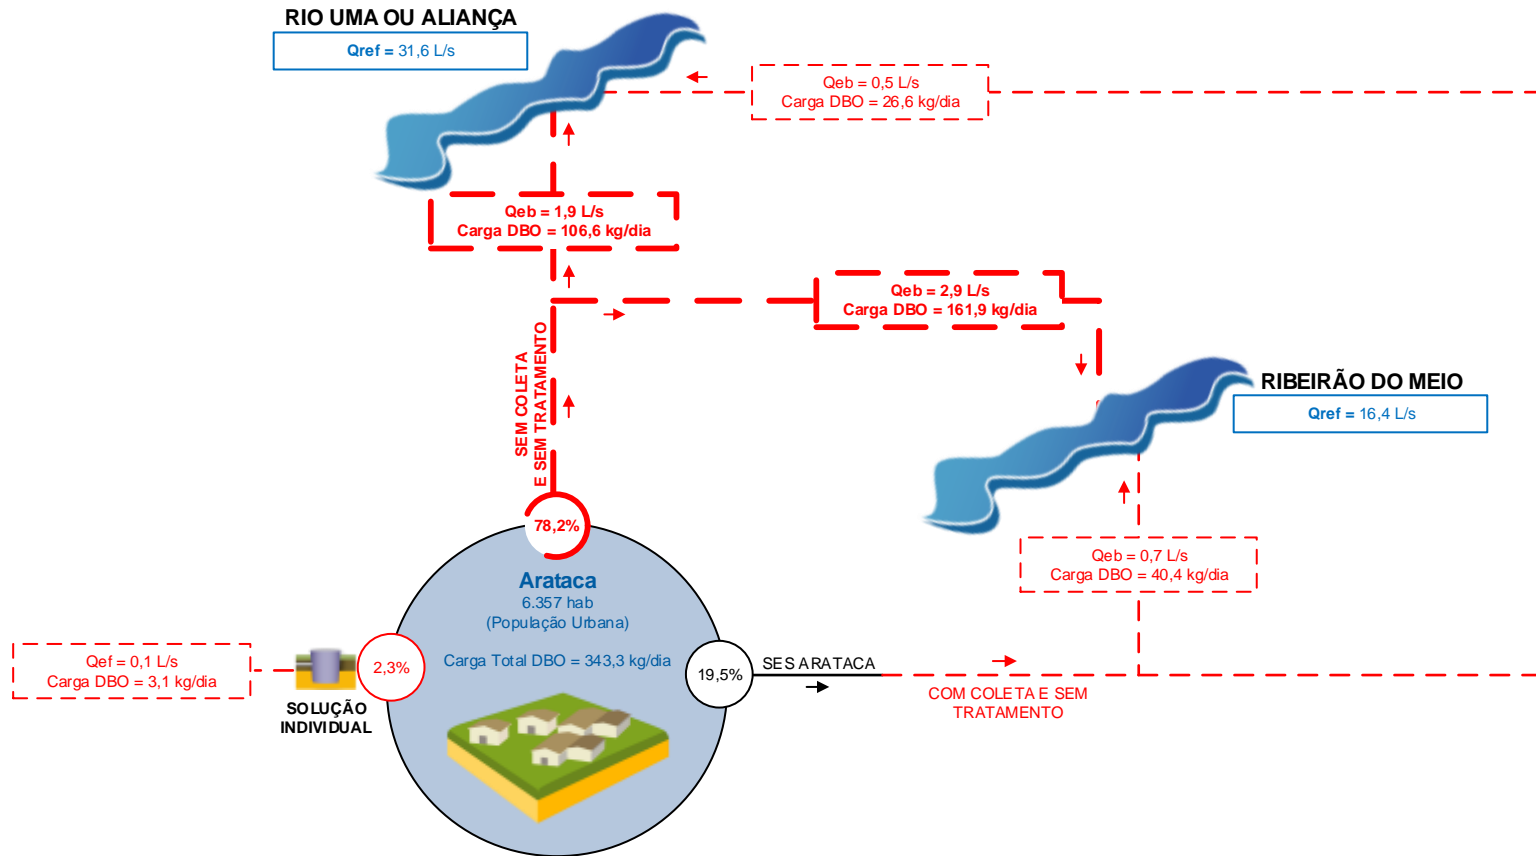 RIO UMA OU ALIANÇA
Qref = 31,6 L/s
Qeb = 0,5 L/s
Carga DBO = 26,6 kg/dia
Qeb = 1,9 L/s
Carga DBO = 106,6 kg/dia
Qeb = 2,9 L/s
Carga DBO = 161,9 kg/dia
SEM COLETA
E SEM TRATAMENTO
RIBEIRÃO DO MEIO
Qref = 16,4 L/s
78,2%
Qeb = 0,7 L/s
Carga DBO = 40,4 kg/dia
Arataca
6.357 hab
(População Urbana)
Carga Total DBO = 343,3 kg/dia
Qef = 0,1 L/s
Carga DBO = 3,1 kg/dia
2,3%
SOLUÇÃO
INDIVIDUAL
19,5%
SES ARATACA
COM COLETA E SEM
TRATAMENTO